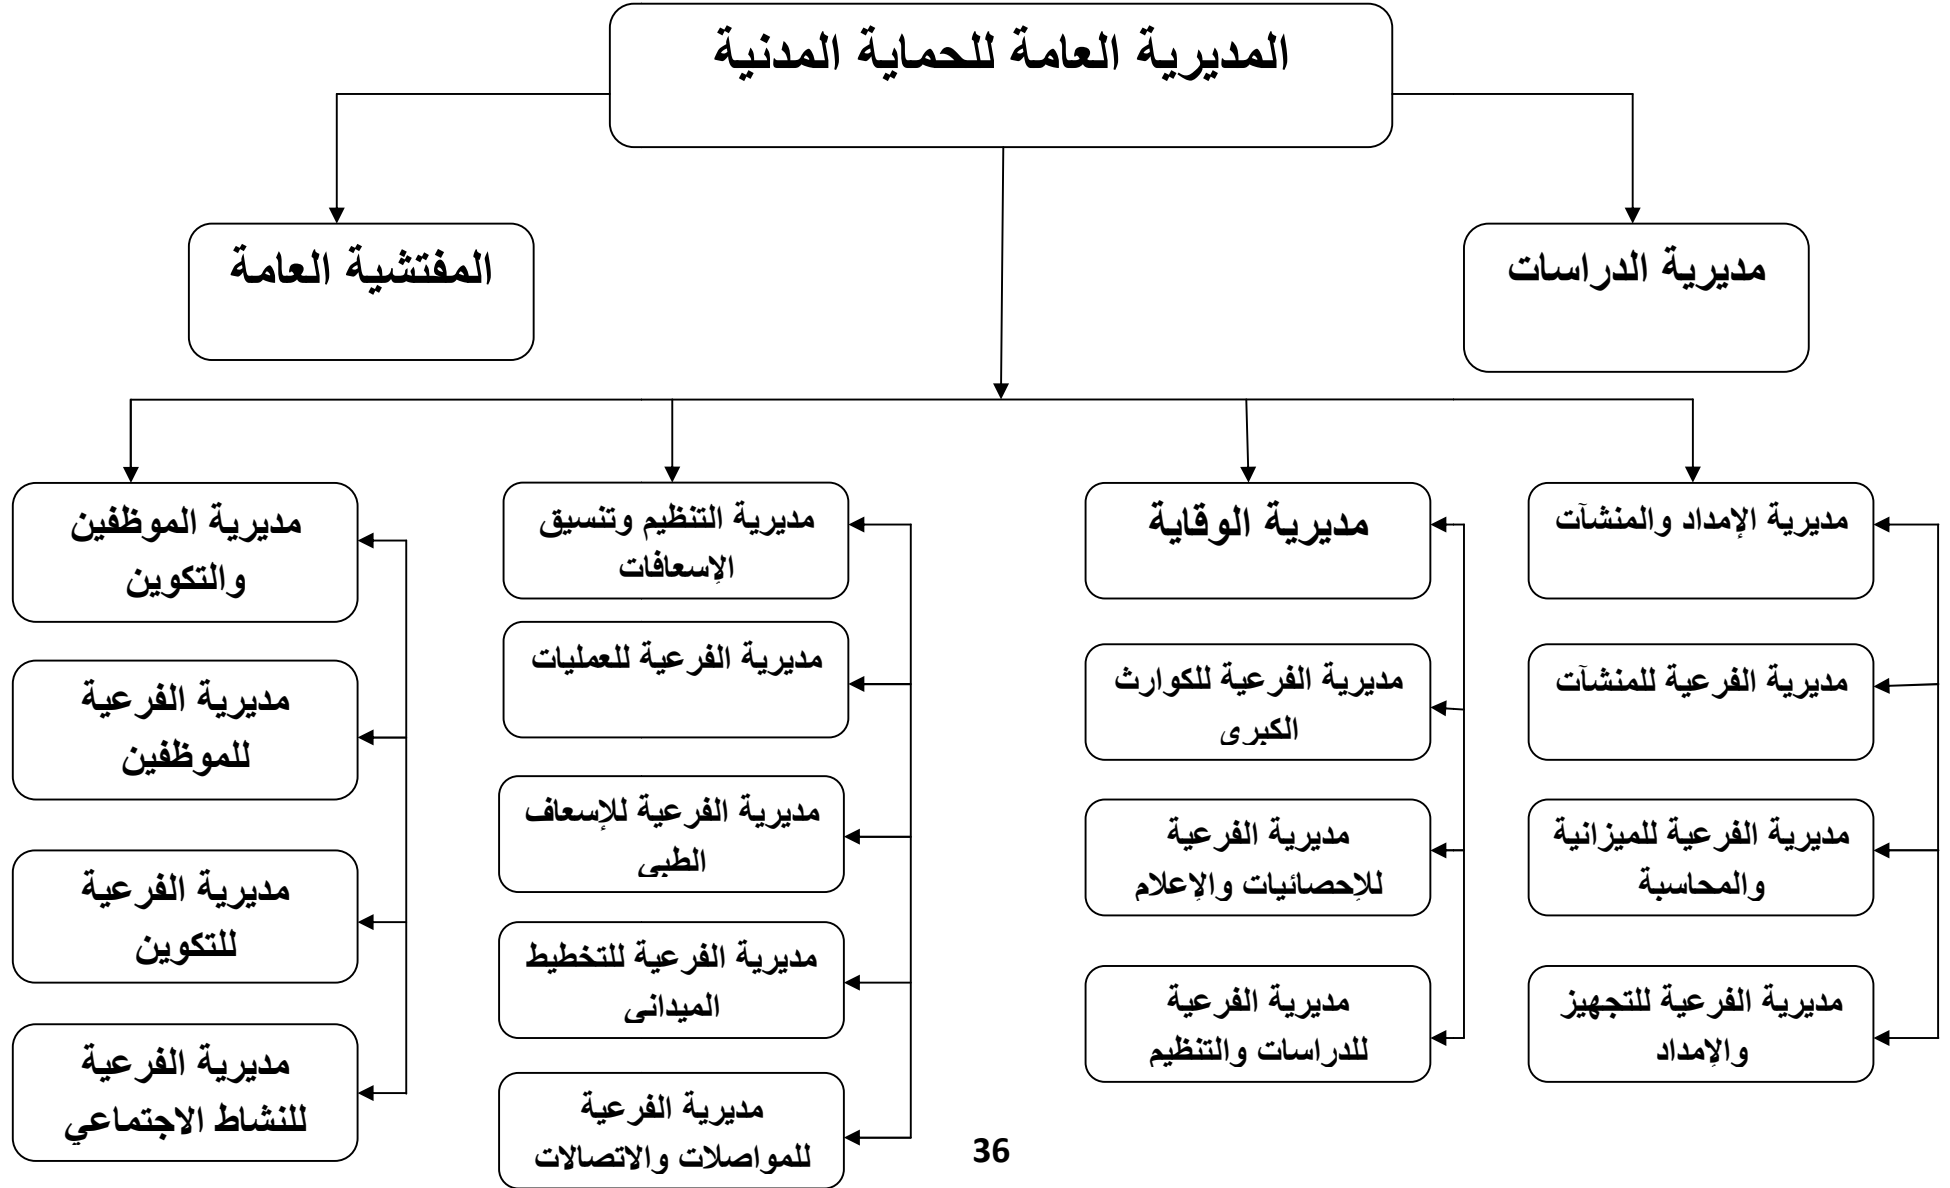 المديرية العامة للحماية المدنية
مديرية الدراسات
المفتشية العامة
مديرية الإمداد والمنشآت
مديرية الفرعية للمنشآت
مديرية الفرعية للميزانية
والمحاسبة
مديرية الفرعية للتجهيز
والإمداد
مديرية الوقاية
مديرية الفرعية للكوارث
الكبرى
مديرية الفرعية
للإحصائيات والإعلام
مديرية الفرعية
للدراسات والتنظيم
مديرية التنظيم وتنسيق
الإسعافات
مديرية الفرعية للعمليات
مديرية الفرعية للإسعاف
الطبي
مديرية الفرعية للتخطيط
الميداني
مديرية الفرعية
للمواصلات والاتصالات
مديرية الموظفين
والتكوين
مديرية الفرعية
للموظفين
مديرية الفرعية
للتكوين
مديرية الفرعية
للنشاط الاجتماعي
36